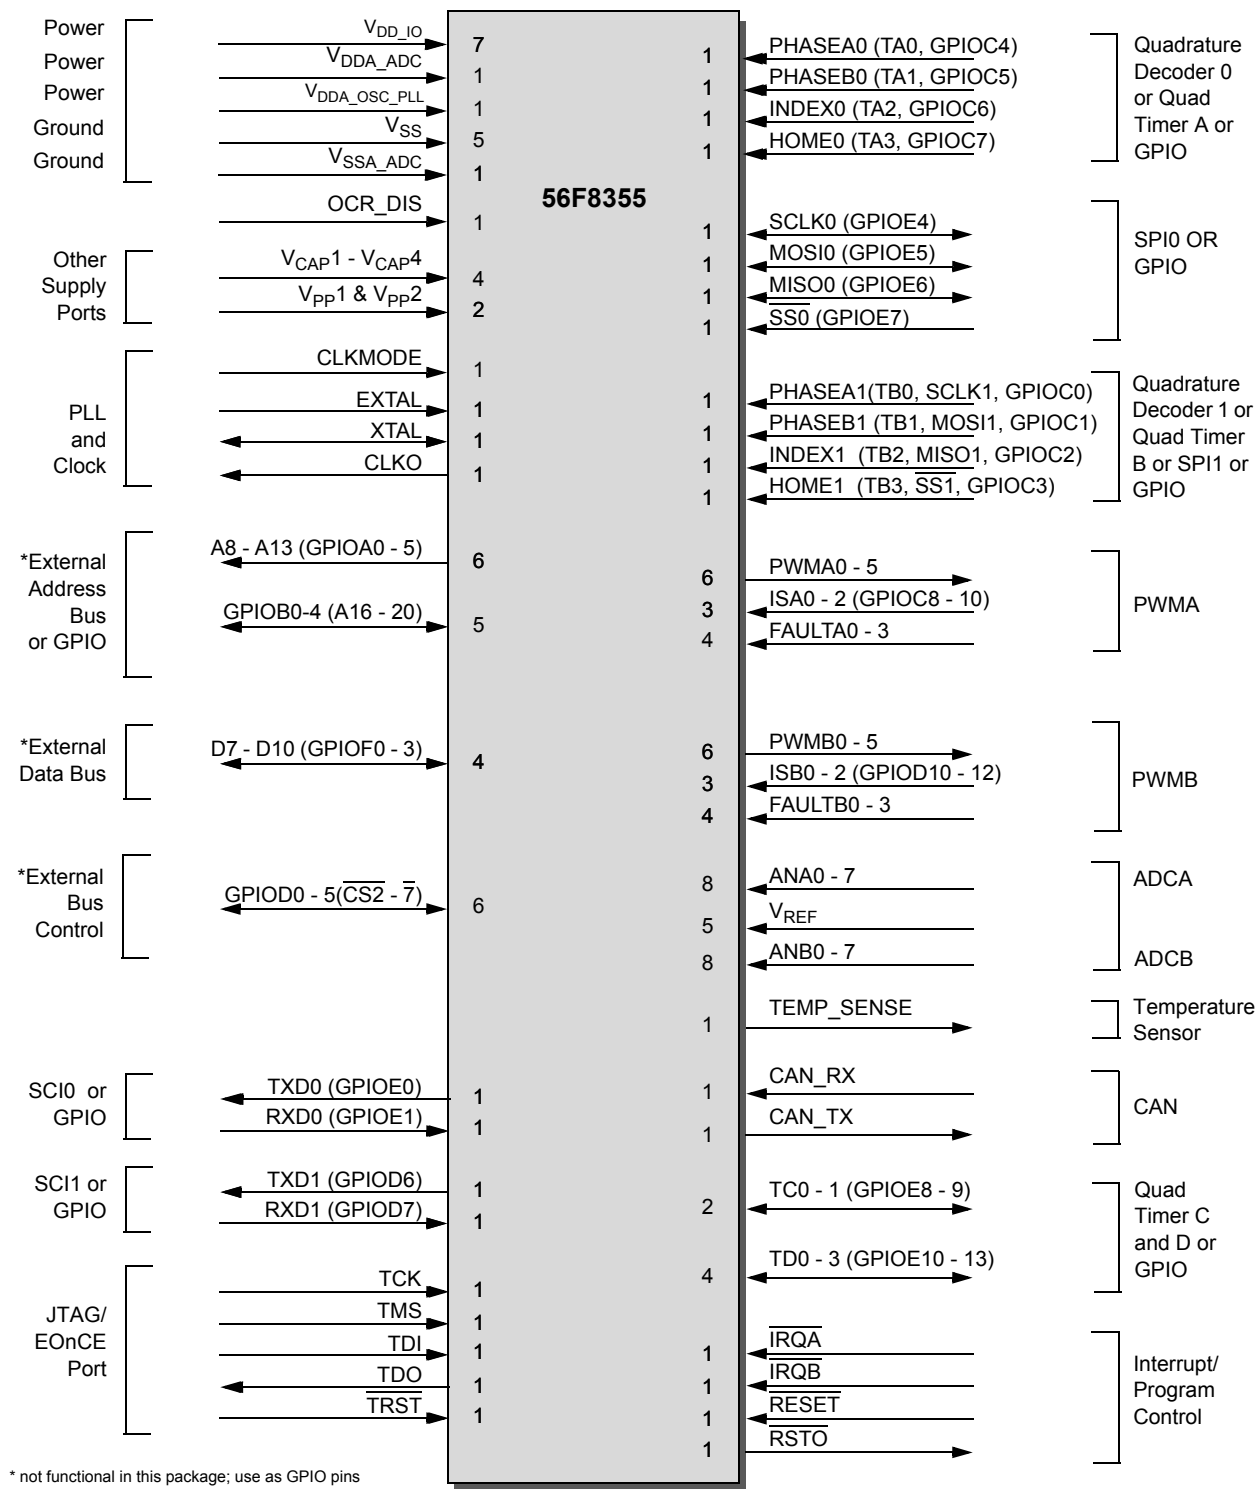 Power
V_DD_IO
7
Power
V_DDA_ADC
1
Power
V_DDA_OSC_PLL
1
Ground
V_SS
5
Ground
V_SSA_ADC
1
OCR_DIS
1
Other
Supply
Ports
V_CAP1 - V_CAP4
4
V_PP1 & V_PP2
2
PLL
and
Clock
CLKMODE
1
EXTAL
1
XTAL
1
CLKO
1
*External
Address
Bus
or GPIO
A8 - A13 (GPIOA0 - 5)
6
GPIOB0-4 (A16 - 20)
5
*External
Data Bus
D7 - D10 (GPIOF0 - 3)
4
*External
Bus
Control
GPIOD0 - 5(CS2 - 7)
6
SCI0 or
GPIO
TXD0 (GPIOE0)
1
RXD0 (GPIOE1)
1
SCI1 or
GPIO
TXD1 (GPIOD6)
1
RXD1 (GPIOD7)
1
JTAG/
EOnCE
Port
TCK
1
TMS
1
TDI
1
TDO
1
TRST
1
56F8355
1
PHASEA0 (TA0, GPIOC4)
1
PHASEB0 (TA1, GPIOC5)
1
INDEX0 (TA2, GPIOC6)
1
HOME0 (TA3, GPIOC7)
Quadrature
Decoder 0
or Quad
Timer A or
GPIO
1
SCLK0 (GPIOE4)
1
MOSI0 (GPIOE5)
1
MISO0 (GPIOE6)
1
SS0 (GPIOE7)
SPI0 OR
GPIO
1
PHASEA1(TB0, SCLK1, GPIOC0)
1
PHASEB1 (TB1, MOSI1, GPIOC1)
1
INDEX1 (TB2, MISO1, GPIOC2)
1
HOME1 (TB3, SS1, GPIOC3)
Quadrature
Decoder 1 or
Quad Timer
B or SPI1 or
GPIO
6
PWMA0 - 5
3
ISA0 - 2 (GPIOC8 - 10)
4
FAULTA0 - 3
PWMA
6
PWMB0 - 5
3
ISB0 - 2 (GPIOD10 - 12)
4
FAULTB0 - 3
PWMB
8
ANA0 - 7
ADCA
5
V_REF
8
ANB0 - 7
ADCB
1
TEMP_SENSE
Temperature
Sensor
1
CAN_RX
1
CAN_TX
CAN
2
TC0 - 1 (GPIOE8 - 9)
4
TD0 - 3 (GPIOE10 - 13)
Quad
Timer C
and D or
GPIO
1
IRQA
1
IRQB
1
RESET
1
RSTO
Interrupt/
Program
Control
* not functional in this package; use as GPIO pins